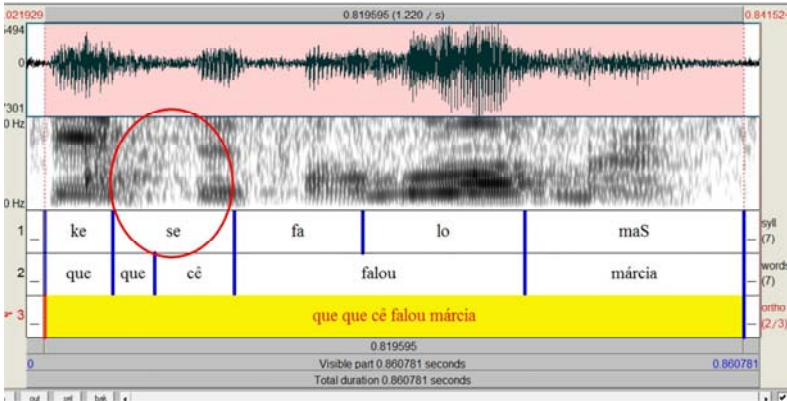 .021929 0.819595 (1.220 / s) 0.841524
5494
0
7301
0 Hz
0 Hz
1 ke se fa lo maS syll (7)
2 que que cê falou márcia words (7)
3 que que cê falou márcia ortho (2/3)
0.819595
0 Visible part 0.860781 seconds 0.860781
Total duration 0.860781 seconds
out sel bak